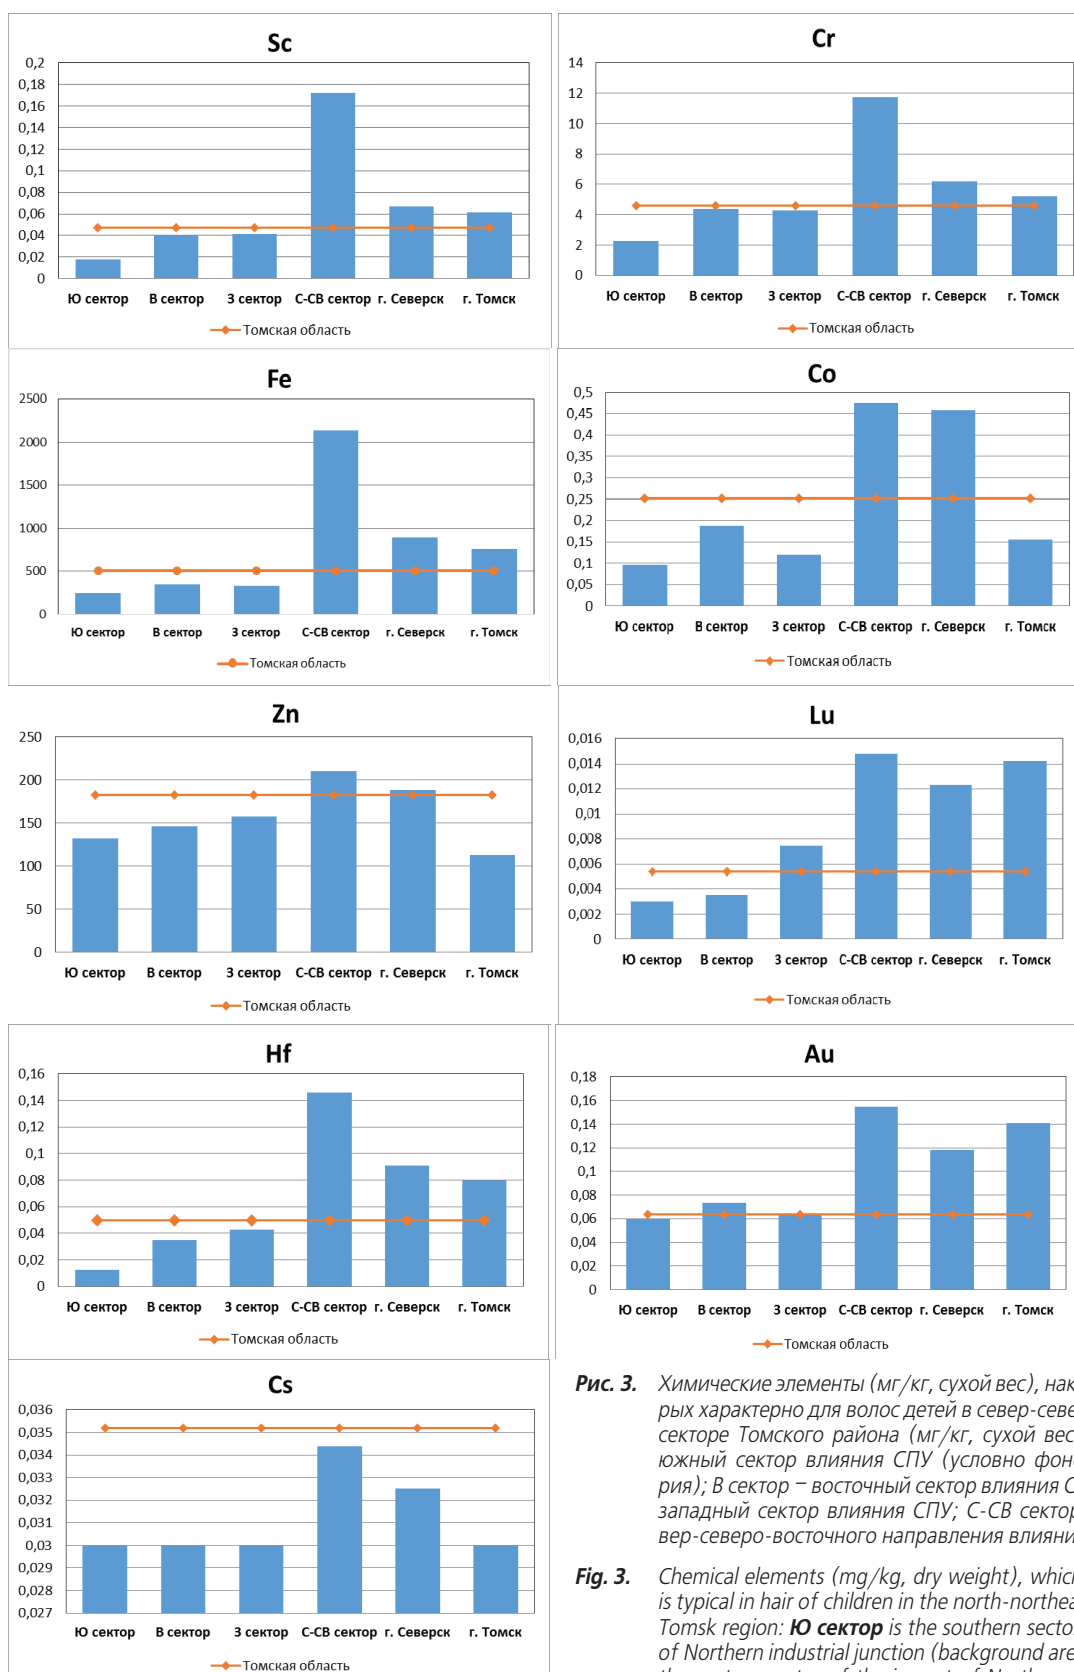 Sc
0,2
0,18
0,16
0,14
0,12
0,1
0,08
0,06
0,04
0,02
0
Ю сектор В сектор З сектор С-СВ сектор г. Северск г. Томск
Томская область
Cr
14
12
10
8
6
4
2
0
Ю сектор В сектор З сектор С-СВ сектор г. Северск г. Томск
Томская область
Fe
2500
2000
1500
1000
500
0
Ю сектор В сектор З сектор С-СВ сектор г. Северск г. Томск
Томская область
Co
0,5
0,45
0,4
0,35
0,3
0,25
0,2
0,15
0,1
0,05
0
Ю сектор В сектор З сектор С-СВ сектор г. Северск г. Томск
Томская область
Zn
250
200
150
100
50
0
Ю сектор В сектор З сектор С-СВ сектор г. Северск г. Томск
Томская область
Lu
0,016
0,014
0,012
0,01
0,008
0,006
0,004
0,002
0
Ю сектор В сектор З сектор С-СВ сектор г. Северск г. Томск
Томская область
Hf
0,16
0,14
0,12
0,1
0,08
0,06
0,04
0,02
0
Ю сектор В сектор З сектор С-СВ сектор г. Северск г. Томск
Томская область
Au
0,18
0,16
0,14
0,12
0,1
0,08
0,06
0,04
0,02
0
Ю сектор В сектор З сектор С-СВ сектор г. Северск г. Томск
Томская область
Cs
0,036
0,035
0,034
0,033
0,032
0,031
0,03
0,029
0,028
0,027
Ю сектор В сектор З сектор С-СВ сектор г. Северск г. Томск
Томская область
Рис. 3. Химические элементы (мг/кг, сухой вес), нак
рых характерно для волос детей в север-севе
секторе Томского района (мг/кг, сухой вес
южный сектор влияния СПУ (условно фон
рия); В сектор – восточный сектор влияния С
западный сектор влияния СПУ; С-СВ сектор
вер-северо-восточного направления влияни
Fig. 3. Chemical elements (mg/kg, dry weight), which
is typical in hair of children in the north-northea
Tomsk region: Ю сектор is the southern sector
of Northern industrial junction (background are